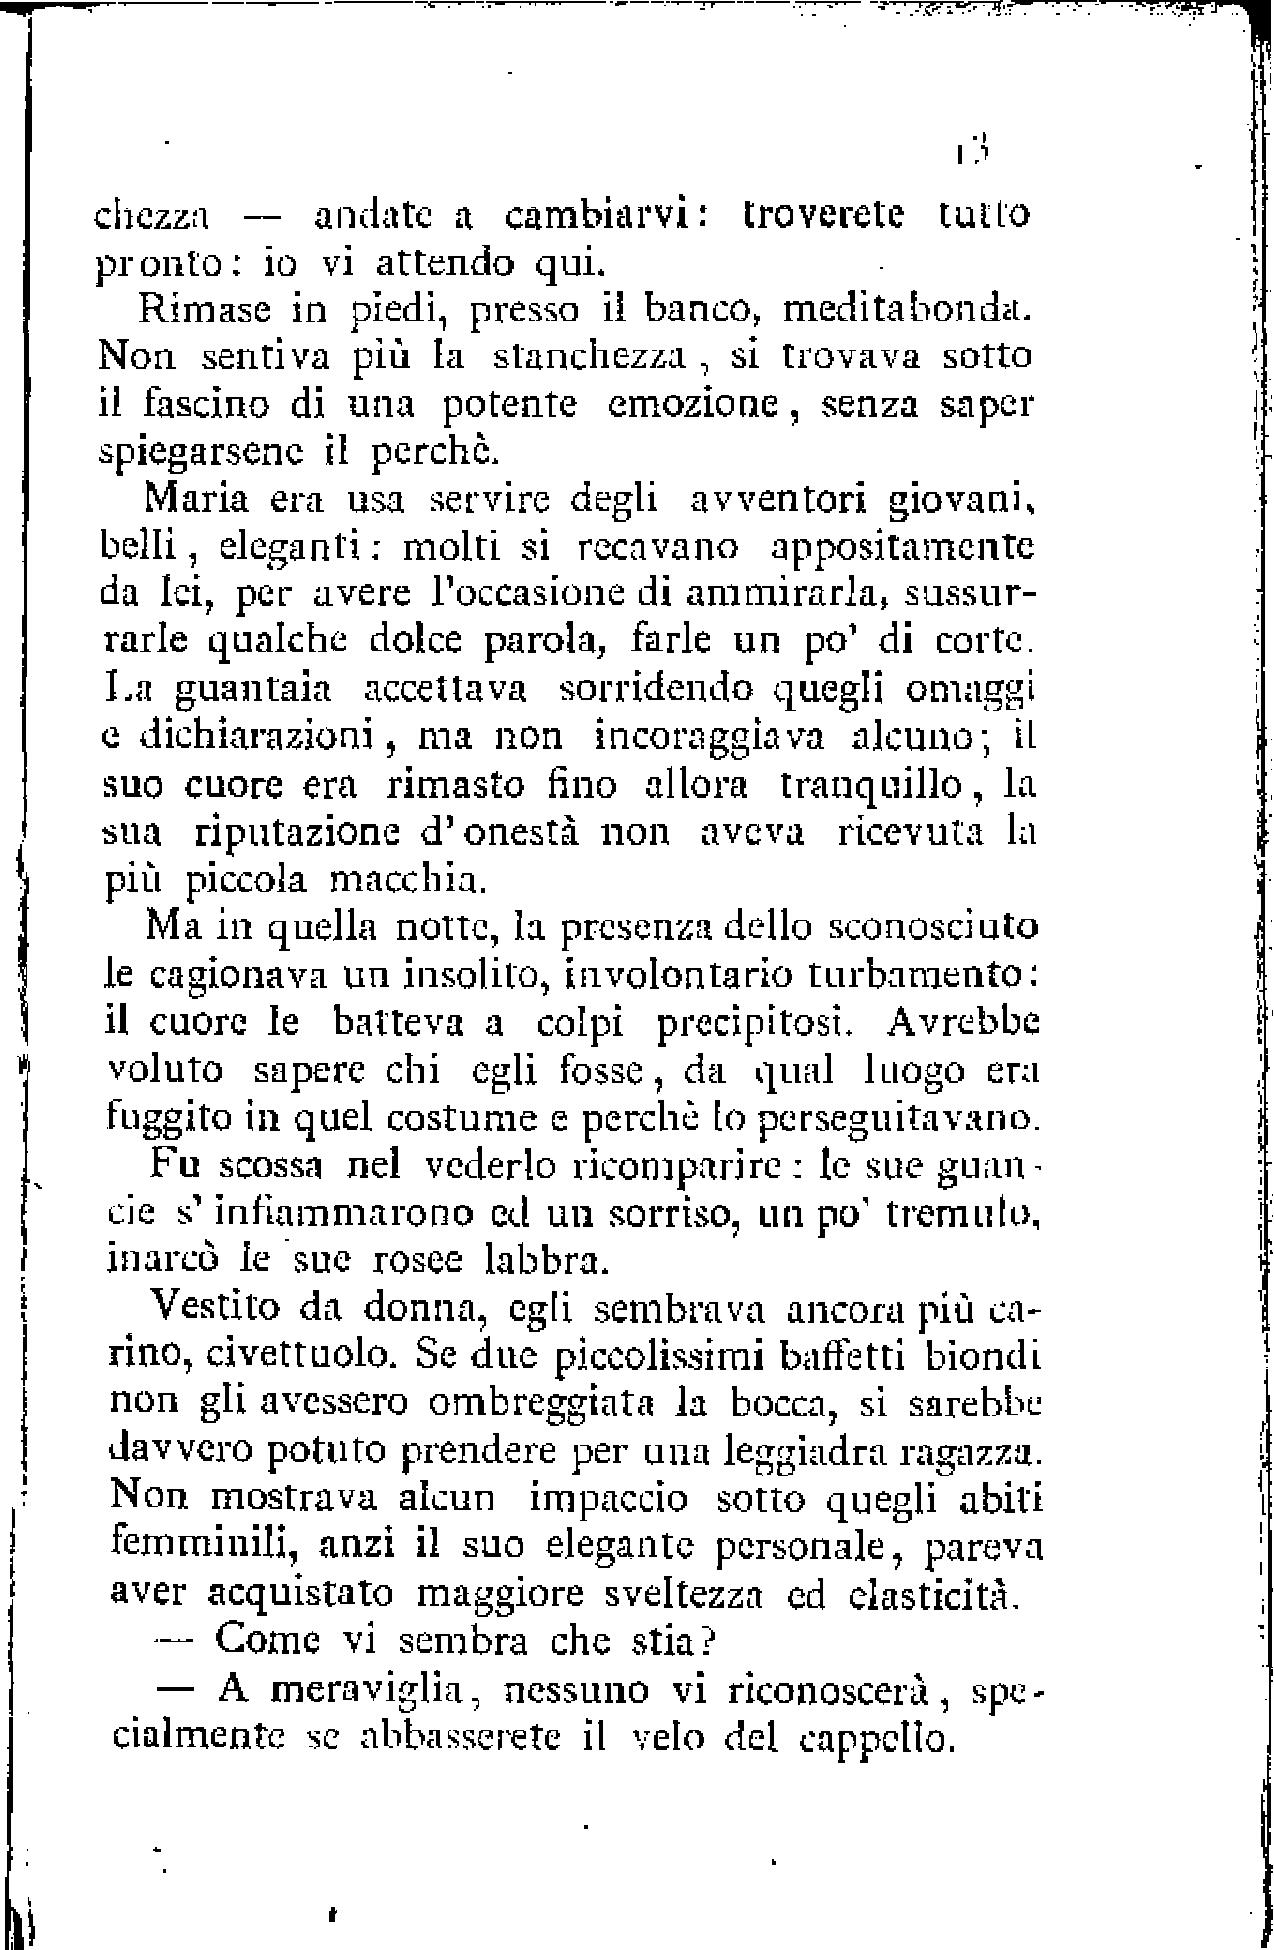 13
chezza — andate a cambiarvi: troverete tutto
pronto: io vi attendo qui.
Rimase in piedi, presso il banco, meditabonda.
Non sentiva più la stanchezza, si trovava sotto
il fascino di una potente emozione, senza saper
spiegarsene il perchè.
Maria era usa servire degli avventori giovani,
belli, eleganti: molti si recavano appositamente
da lei, per avere l'occasione di ammirarla, sussur-
rarle qualche dolce parola, farle un po' di corte.
La guantaia accettava sorridendo quegli omaggi
e dichiarazioni, ma non incoraggiava alcuno; il
suo cuore era rimasto fino allora tranquillo, la
sua riputazione d'onestà non aveva ricevuta la
più piccola macchia.
Ma in quella notte, la presenza dello sconosciuto
le cagionava un insolito, involontario turbamento:
il cuore le batteva a colpi precipitosi. Avrebbe
voluto sapere chi egli fosse, da qual luogo era
fuggito in quel costume e perchè lo perseguitavano.
Fu scossa nel vederlo ricomparire: le sue guan-
cie s'infiammarono ed un sorriso, un po' tremulo,
inarcò le sue rosee labbra.
Vestito da donna, egli sembrava ancora più ca-
rino, civettuolo. Se due piccolissimi baffetti biondi
non gli avessero ombreggiata la bocca, si sarebbe
davvero potuto prendere per una leggiadra ragazza.
Non mostrava alcun impaccio sotto quegli abiti
femminili, anzi il suo elegante personale, pareva
aver acquistato maggiore sveltezza ed elasticità.
— Come vi sembra che stia?
— A meraviglia, nessuno vi riconoscerà, spe-
cialmente se abbasserete il velo del cappello.